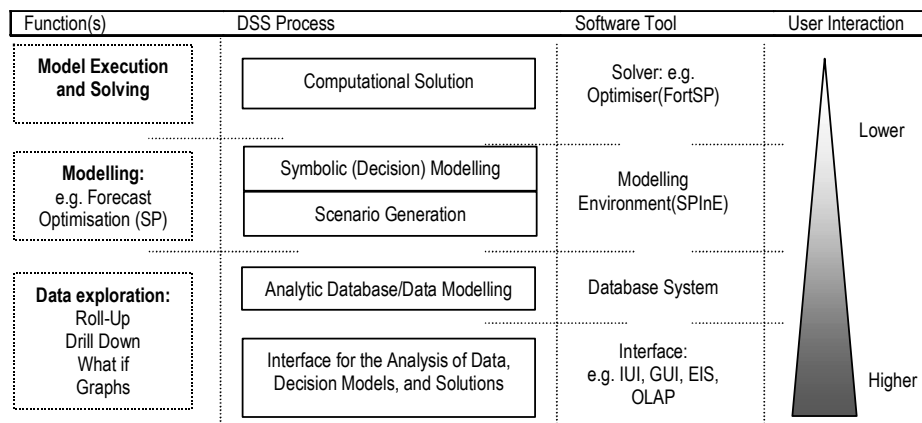 Function(s) DSS Process Software Tool User Interaction
Model Execution
and Solving
Computational Solution
Solver: e.g.
Optimiser(FortSP)
Lower
Modelling:
e.g. Forecast
Optimisation (SP)
Symbolic (Decision) Modelling
Scenario Generation
Modelling
Environment(SPInE)
Data exploration:
Roll-Up
Drill Down
What if
Graphs
Analytic Database/Data Modelling
Database System
Interface for the Analysis of Data,
Decision Models, and Solutions
Interface:
e.g. IUI, GUI, EIS,
OLAP
Higher